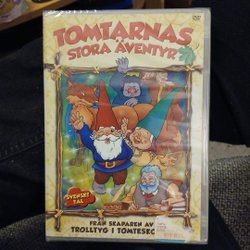 TOMTARNAS
STORA ÄVENTYR
SVENSKT
TAL
FRÅN SKAPAREN AV
TROLLTYG I TOMTESKO